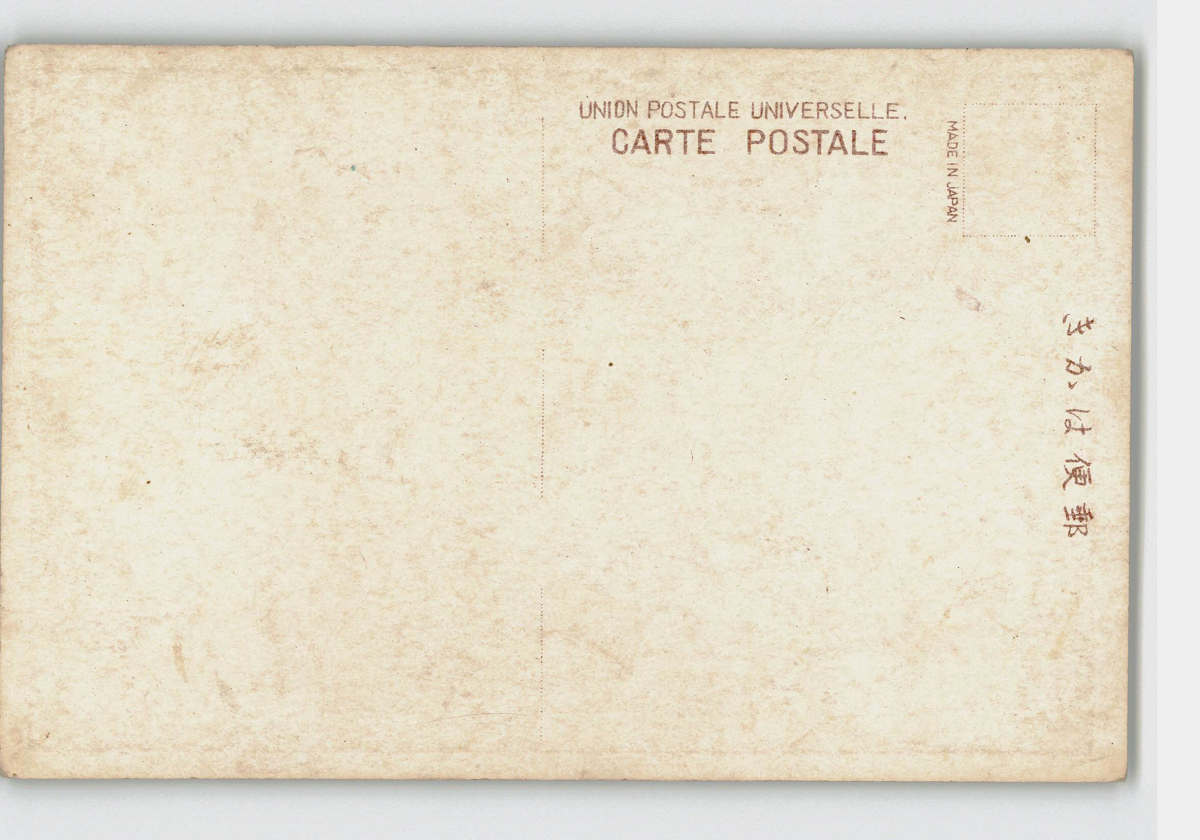 UNION POSTALE UNIVERSELLE.
CARTE POSTALE
MADE IN JAPAN
きかは便郵